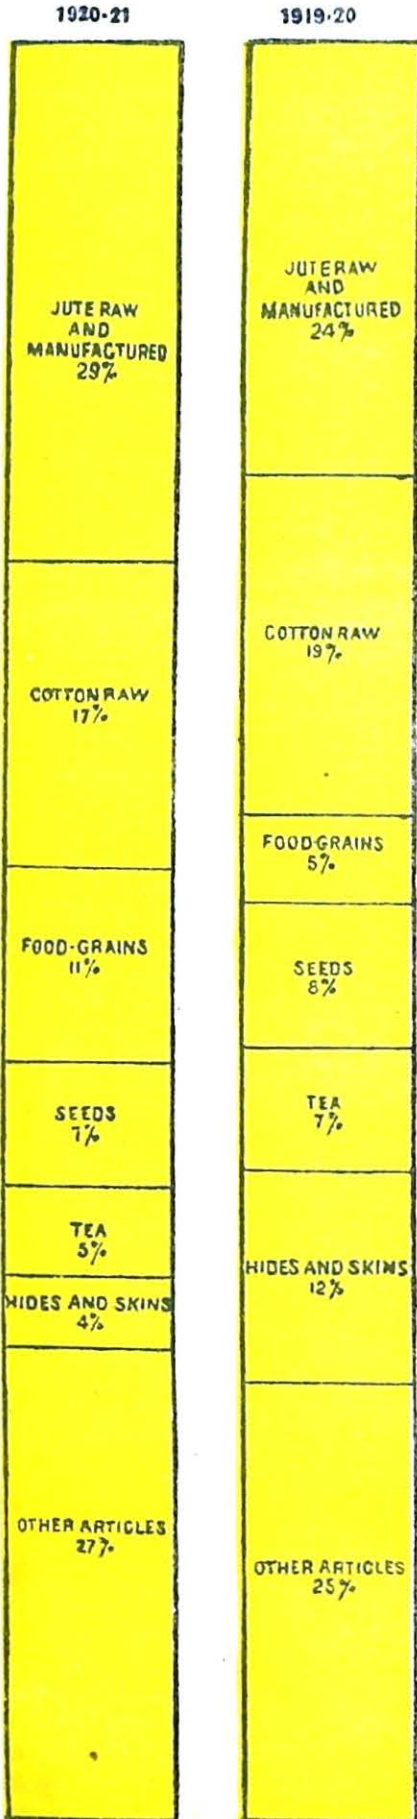 1920-21
JUTE RAW
AND
MANUFACTURED
29%
COTTON RAW
17%
FOOD-GRAINS
11%
SEEDS
7%
TEA
5%
HIDES AND SKINS
4%
OTHER ARTICLES
27%
1919-20
JUTE RAW
AND
MANUFACTURED
24%
COTTON RAW
19%
FOOD-GRAINS
5%
SEEDS
8%
TEA
7%
HIDES AND SKINS
12%
OTHER ARTICLES
25%